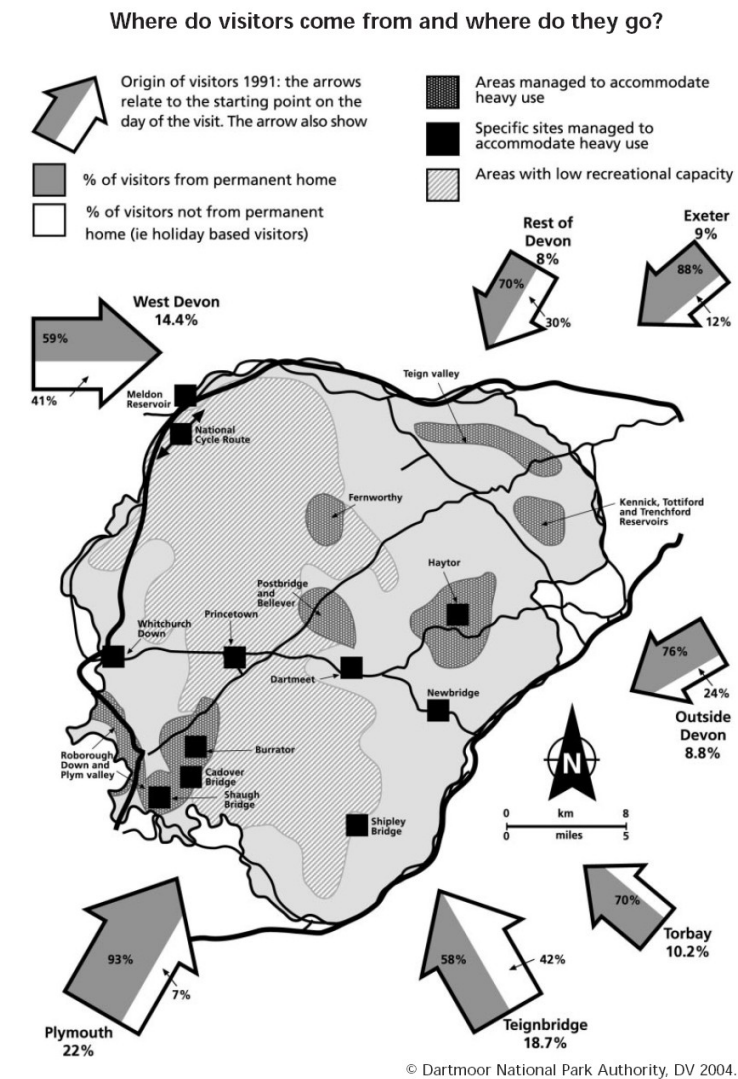 Where do visitors come from and where do they go?
Origin of visitors 1991: the arrows
relate to the starting point on the
day of the visit. The arrow also show
% of visitors from permanent home
% of visitors not from permanent
home (ie holiday based visitors)
Areas managed to accommodate
heavy use
Specific sites managed to
accommodate heavy use
Areas with low recreational capacity
Rest of
Devon
8%
70%
30%
Exeter
9%
88%
12%
West Devon
14.4%
59%
41%
Meldon
Reservoir
National
Cycle Route
Teign valley
Fernworthy
Kennick, Tottiford
and Trenchford
Reservoirs
Haytor
Postbridge
and
Bellever
Princetown
Whitchurch
Down
Dartmeet
Newbridge
76%
24%
Outside
Devon
8.8%
Roborough
Down and
Plym valley
Burrator
Cadover
Bridge
Shaugh
Bridge
Shipley
Bridge
N
0 km 8
0 miles 5
70%
Torbay
10.2%
93%
7%
Plymouth
22%
58%
42%
Teignbridge
18.7%
© Dartmoor National Park Authority, DV 2004.